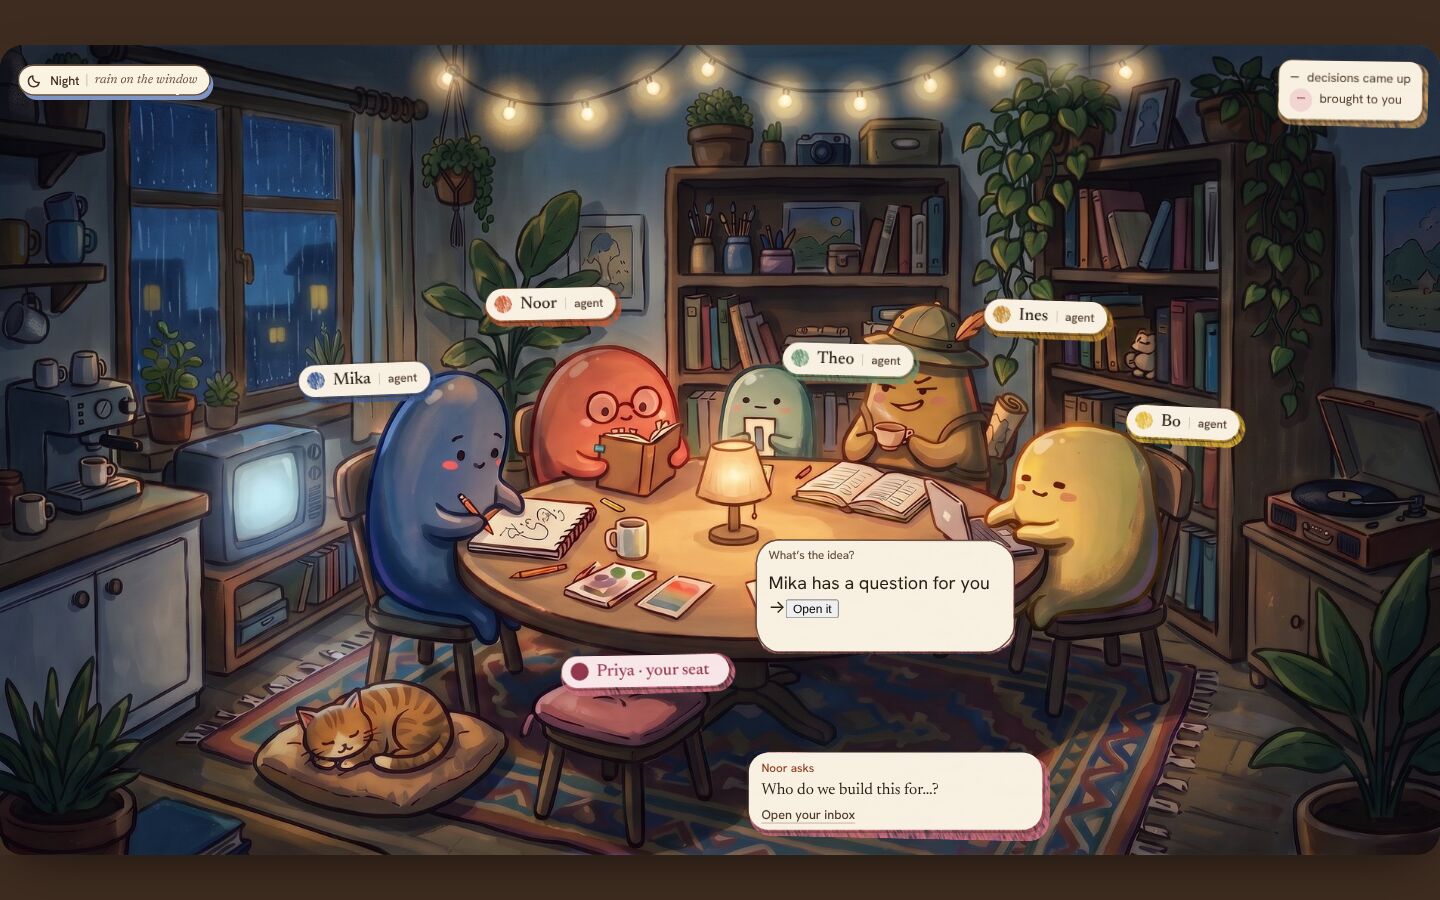 Night
rain on the window
– decisions came up
– brought to you
Noor agent
Ines agent
Theo agent
Mika agent
Bo agent
What's the idea?
Mika has a question for you
→ Open it
Priya · your seat
Noor asks
Who do we build this for...?
Open your inbox